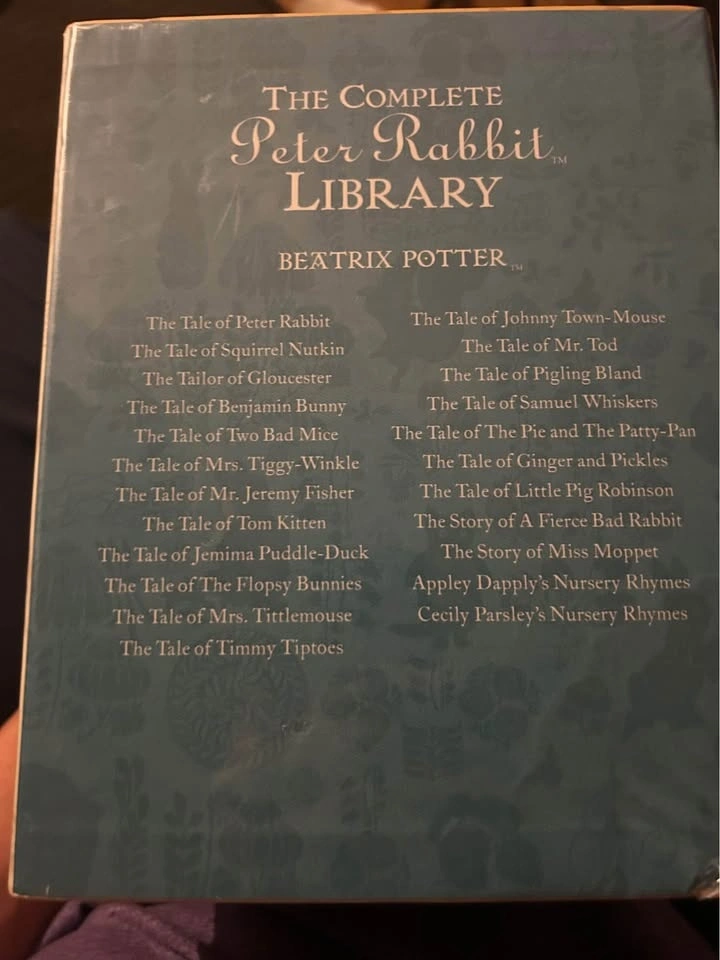 THE COMPLETE
Peter Rabbit™
LIBRARY
BEATRIX POTTER™
The Tale of Peter Rabbit
The Tale of Squirrel Nutkin
The Tailor of Gloucester
The Tale of Benjamin Bunny
The Tale of Two Bad Mice
The Tale of Mrs. Tiggy-Winkle
The Tale of Mr. Jeremy Fisher
The Tale of Tom Kitten
The Tale of Jemima Puddle-Duck
The Tale of The Flopsy Bunnies
The Tale of Mrs. Tittlemouse
The Tale of Timmy Tiptoes
The Tale of Johnny Town-Mouse
The Tale of Mr. Tod
The Tale of Pigling Bland
The Tale of Samuel Whiskers
The Tale of The Pie and The Patty-Pan
The Tale of Ginger and Pickles
The Tale of Little Pig Robinson
The Story of A Fierce Bad Rabbit
The Story of Miss Moppet
Appley Dapply's Nursery Rhymes
Cecily Parsley's Nursery Rhymes